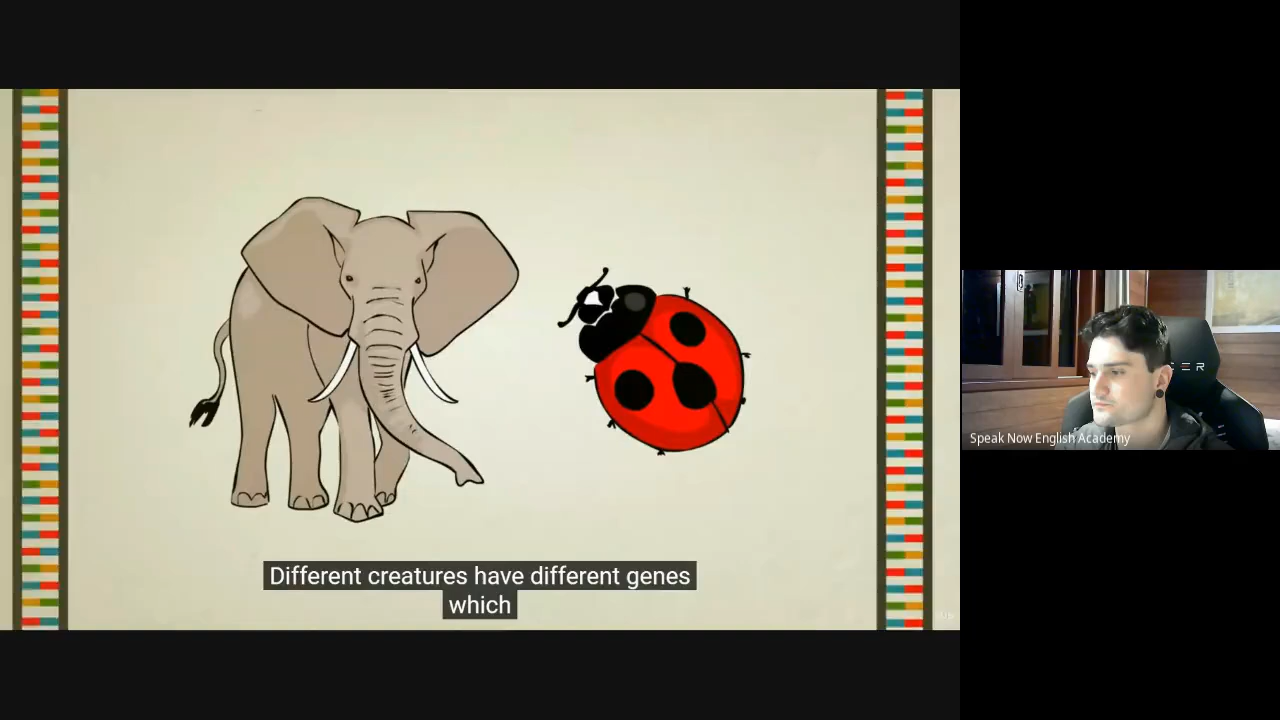 Different creatures have different genes
which
Speak Now English Academy